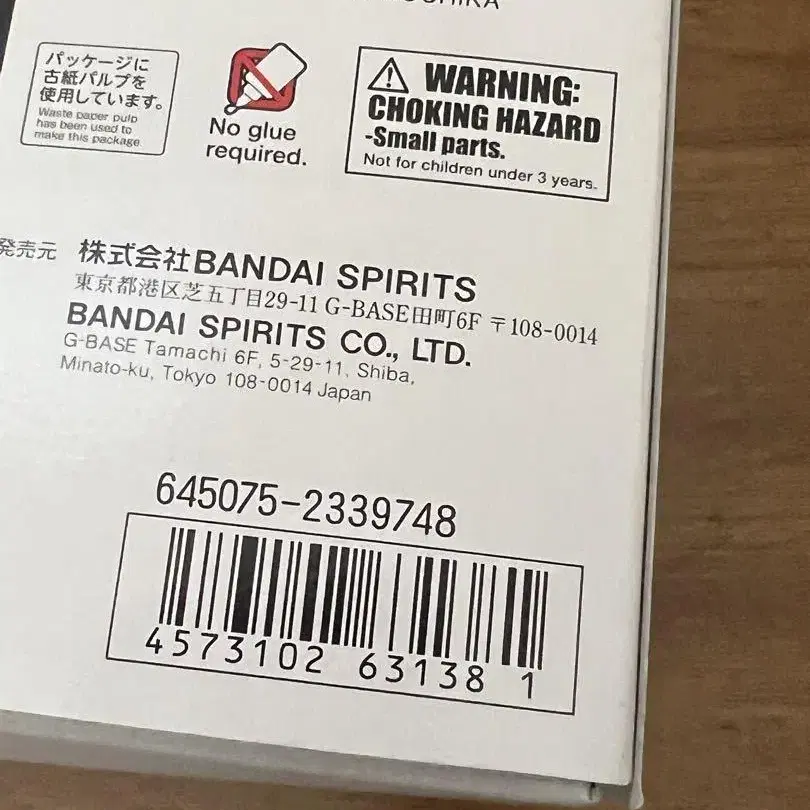 パッケージに
古紙パルプを
使用しています。
Waste paper pulp
has been used to
make this package
No glue
required.
WARNING:
CHOKING HAZARD
-Small parts.
Not for children under 3 years.
発売元 株式会社BANDAI SPIRITS
東京都港区芝五丁目29-11 G-BASE田町6F 〒108-0014
BANDAI SPIRITS CO., LTD.
G-BASE Tamachi 6F, 5-29-11, Shiba,
Minato-ku, Tokyo 108-0014 Japan
645075-2339748
4573102 63138 1